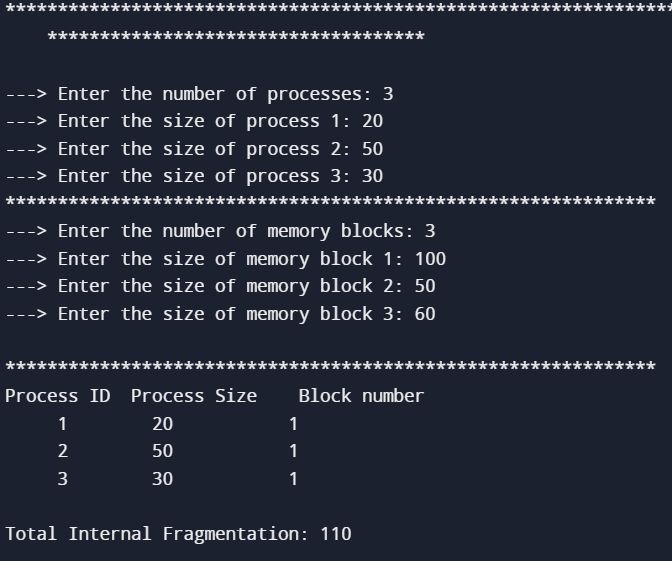 ****************************************************************
************************************
---> Enter the number of processes: 3
---> Enter the size of process 1: 20
---> Enter the size of process 2: 50
---> Enter the size of process 3: 30
**************************************************************
---> Enter the number of memory blocks: 3
---> Enter the size of memory block 1: 100
---> Enter the size of memory block 2: 50
---> Enter the size of memory block 3: 60
**************************************************************
Process ID  Process Size    Block number
1        20           1
2        50           1
3        30           1
Total Internal Fragmentation: 110